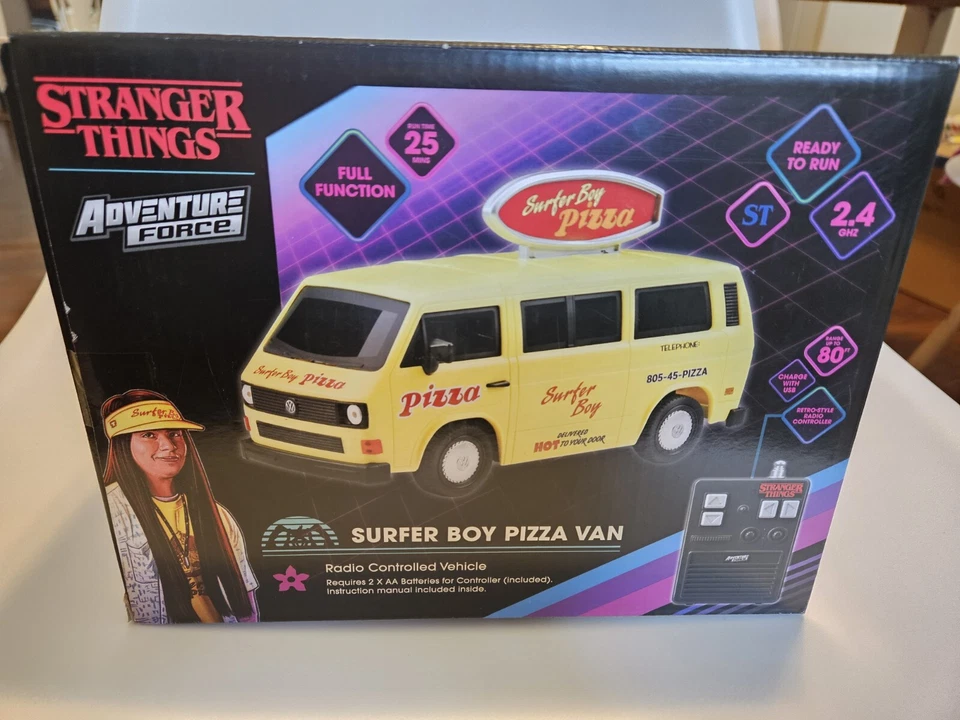 STRANGER
THINGS
ADVENTURE
FORCE
FULL
FUNCTION
RUN TIME
25
MINS
READY
TO RUN
ST
2.4
GHZ
Surfer Boy
Pizza
RANGE
UP TO
80FT
CHARGE
WITH
USB
RETRO-STYLE
RADIO
CONTROLLER
Surfer Boy Pizza
Pizza
Surfer
Boy
DELIVERED
HOT TO YOUR DOOR
TELEPHONE:
805-45-PIZZA
Surfer Boy
STRANGER
THINGS
ADVENTURE
SURFER BOY PIZZA VAN
Radio Controlled Vehicle
Requires 2 X AA Batteries for Controller (included).
Instruction manual included inside.